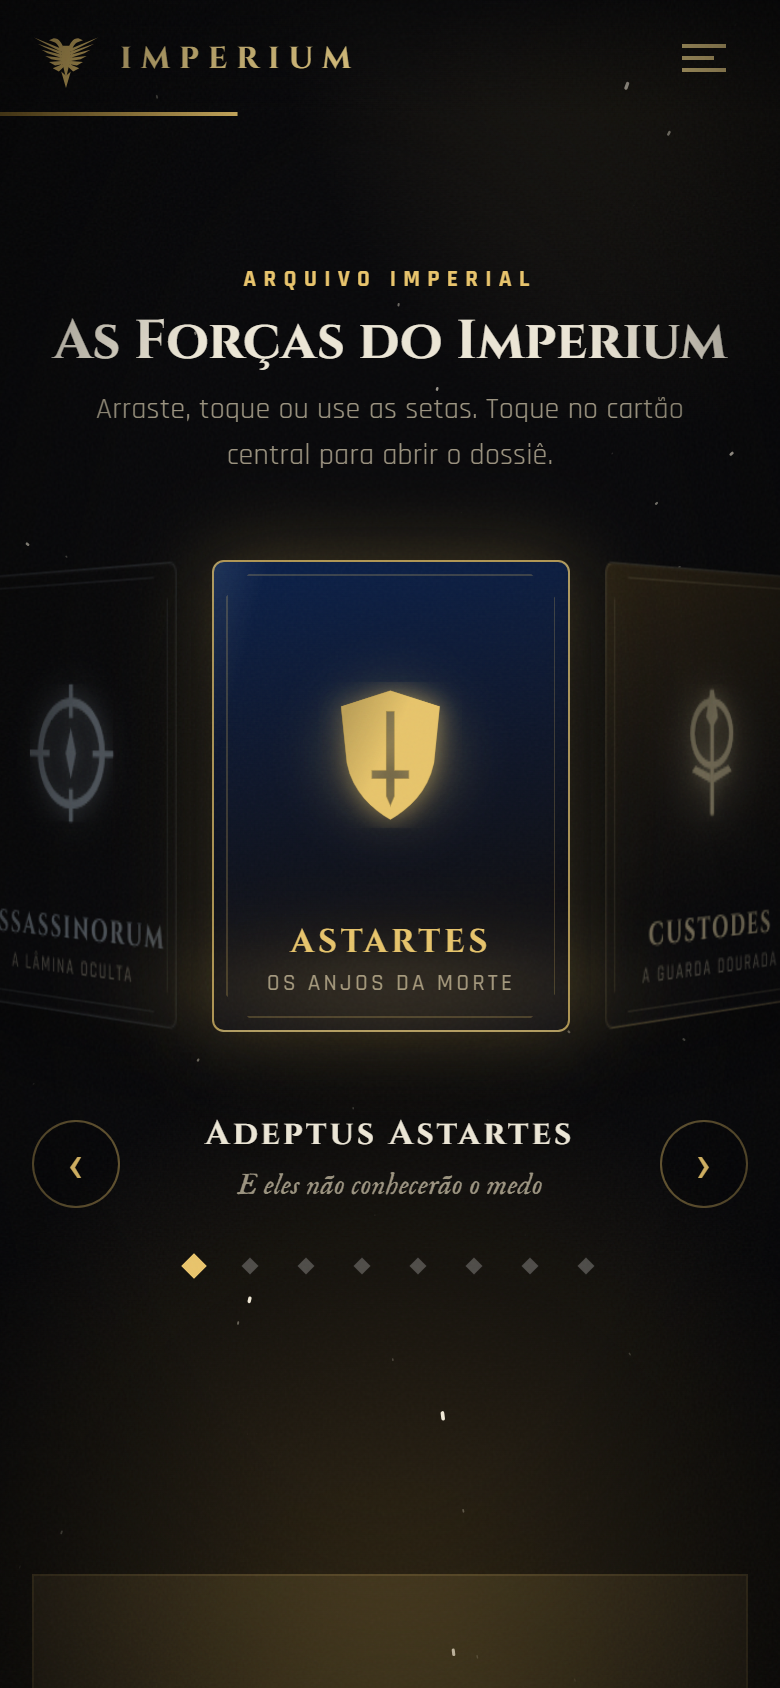 IMPERIUM
ARQUIVO IMPERIAL
As Forças do Imperium
Arraste, toque ou use as setas. Toque no cartão
central para abrir o dossiê.
SSASSINORUM
A LÂMINA OCULTA
ASTARTES
OS ANJOS DA MORTE
CUSTODES
A GUARDA DOURADA
Adeptus Astartes
E eles não conhecerão o medo